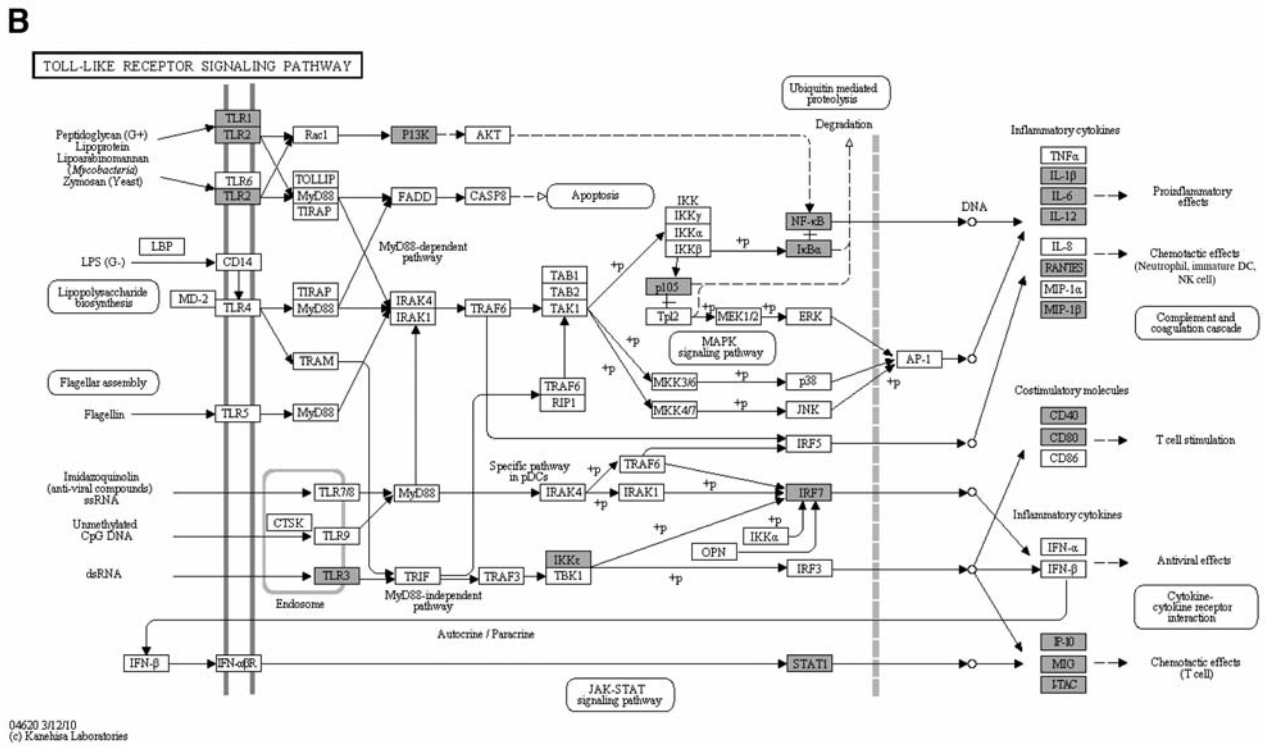 B
TOLL-LIKE RECEPTOR SIGNALING PATHWAY
Peptidoglycan (G+)
Lipoprotein
Lipoarabinomannan
(Mycobacteria)
Zymosan (Yeast)
TLR1
TLR2
TLR6
TLR2
Rac1
P13K
AKT
TOLLIP
MyD88
TIRAP
FADD
CASP8
Apoptosis
Ubiquitin mediated
proteolysis
Degradation
MyD88-dependent
pathway
LBP
LPS (G-)
CD14
Lipopolysaccharide
biosynthesis
MD-2
TLR4
TIRAP
MyD88
IRAK4
IRAK1
TRAF6
TAB1
TAB2
TAK1
+p
+p
+p
IKK
IKKγ
IKKα
IKKβ
+p
NF-κB
IκBα
p105
Tpl2
+p
MEK1/2
+p
ERK
MAPK
signaling pathway
TRAM
Flagellar assembly
Flagellin
TLR5
MyD88
TRAF6
RIP1
MKK3/6
+p
p38
MKK4/7
+p
JNK
AP-1
+p
IRF5
DNA
Inflammatory cytokines
TNFα
IL-1β
IL-6
IL-12
Proinflammatory
effects
IL-8
RANTES
MIP-1α
MIP-1β
Chemotactic effects
(Neutrophil, immature DC,
NK cell)
Complement and
coagulation cascade
Costimulatory molecules
CD40
CD80
CD86
T cell stimulation
Imidazoquinolin
(anti-viral compounds)
ssRNA
TLR7/8
MyD88
Specific pathway
in pDCs
IRAK4
+p
TRAF6
+p
IRAK1
+p
IRF7
Unmethylated
CpG DNA
CTSK
TLR9
+p
IKKα
+p
OPN
dsRNA
TLR3
Endosome
TRIF
MyD88-independent
pathway
TRAF3
IKKε
TBK1
+p
IRF3
Inflammatory cytokines
IFN-α
IFN-β
Antiviral effects
Cytokine-
cytokine receptor
interaction
Autocrine / Paracrine
IFN-β
IFN-αβR
STAT1
JAK-STAT
signaling pathway
IP-10
MIG
I-TAC
Chemotactic effects
(T cell)
04620 3/12/10
(c) Kanehisa Laboratories